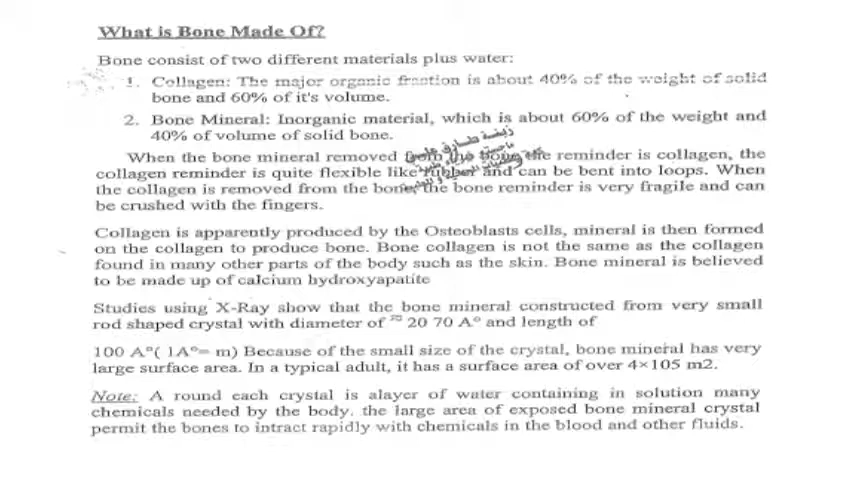 What is Bone Made Of?
Bone consist of two different materials plus water:
1. Collagen: The major organic fraction is about 40% of the weight of solid
bone and 60% of it's volume.
2. Bone Mineral: Inorganic material, which is about 60% of the weight and
40% of volume of solid bone.
When the bone mineral removed from the bone the reminder is collagen, the
collagen reminder is quite flexible like rubber and can be bent into loops. When
the collagen is removed from the bone, the bone reminder is very fragile and can
be crushed with the fingers.
Collagen is apparently produced by the Osteoblasts cells, mineral is then formed
on the collagen to produce bone. Bone collagen is not the same as the collagen
found in many other parts of the body such as the skin. Bone mineral is believed
to be made up of calcium hydroxyapatite
Studies using X-Ray show that the bone mineral constructed from very small
rod shaped crystal with diameter of 20 70 A° and length of
100 A°( 1A°= m) Because of the small size of the crystal, bone mineral has very
large surface area. In a typical adult, it has a surface area of over 4×105 m2.
Note: A round each crystal is alayer of water containing in solution many
chemicals needed by the body. the large area of exposed bone mineral crystal
permit the bones to intract rapidly with chemicals in the blood and other fluids.